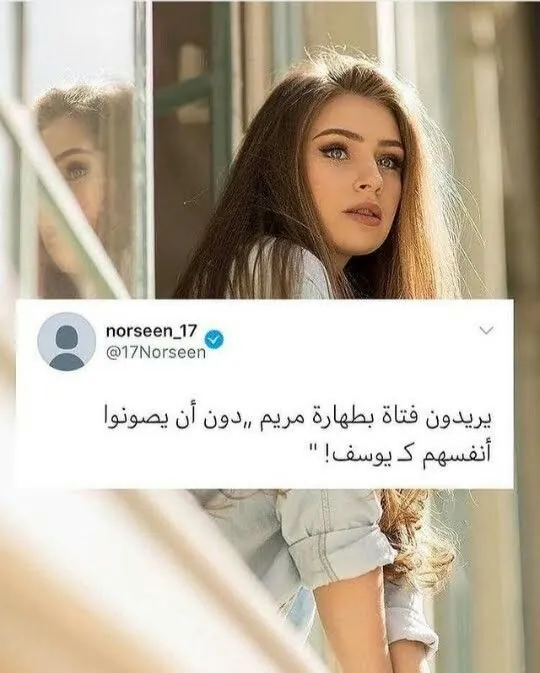 norseen_17
@17Norseen
يريدون فتاة بطهارة مريم ,,دون أن يصونوا
أنفسهم كـ يوسف! "